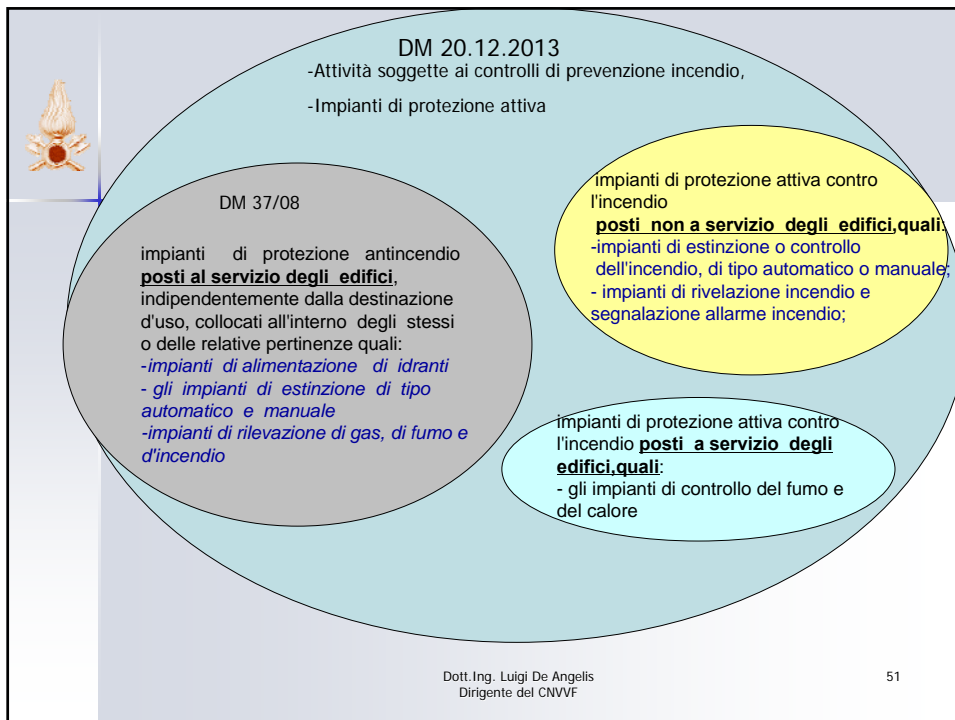 DM 20.12.2013
-Attività soggette ai controlli di prevenzione incendio,
-Impianti di protezione attiva
DM 37/08
impianti di protezione antincendio
posti al servizio degli edifici,
indipendentemente dalla destinazione
d'uso, collocati all'interno degli stessi
o delle relative pertinenze quali:
-impianti di alimentazione di idranti
- gli impianti di estinzione di tipo
automatico e manuale
-impianti di rilevazione di gas, di fumo e
d'incendio
impianti di protezione attiva contro
l'incendio
posti non a servizio degli edifici,quali:
-impianti di estinzione o controllo
dell'incendio, di tipo automatico o manuale;
- impianti di rivelazione incendio e
segnalazione allarme incendio;
impianti di protezione attiva contro
l'incendio posti a servizio degli
edifici,quali:
- gli impianti di controllo del fumo e
del calore
Dott.Ing. Luigi De Angelis
Dirigente del CNVVF
51